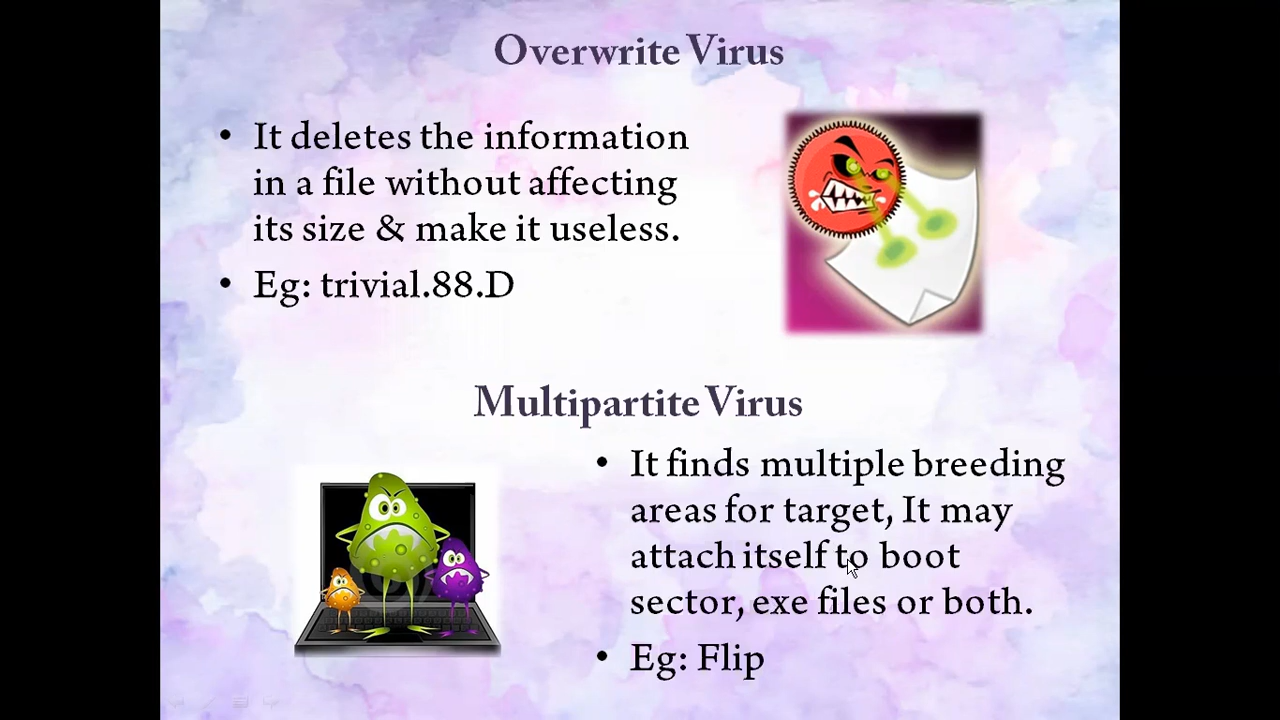 Overwrite Virus
• It deletes the information
in a file without affecting
its size & make it useless.
• Eg: trivial.88.D
Multipartite Virus
• It finds multiple breeding
areas for target, It may
attach itself to boot
sector, exe files or both.
• Eg: Flip